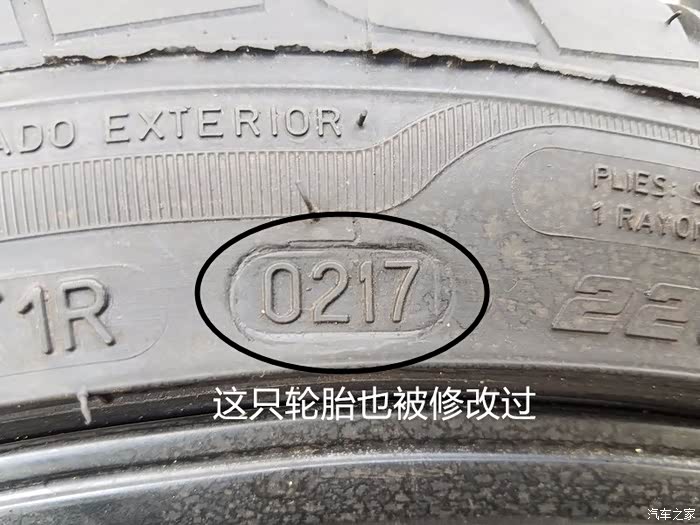 ADO EXTERIOR
PLIES:
1 RAYON
1R
0217
22
这只轮胎也被修改过
汽车之家